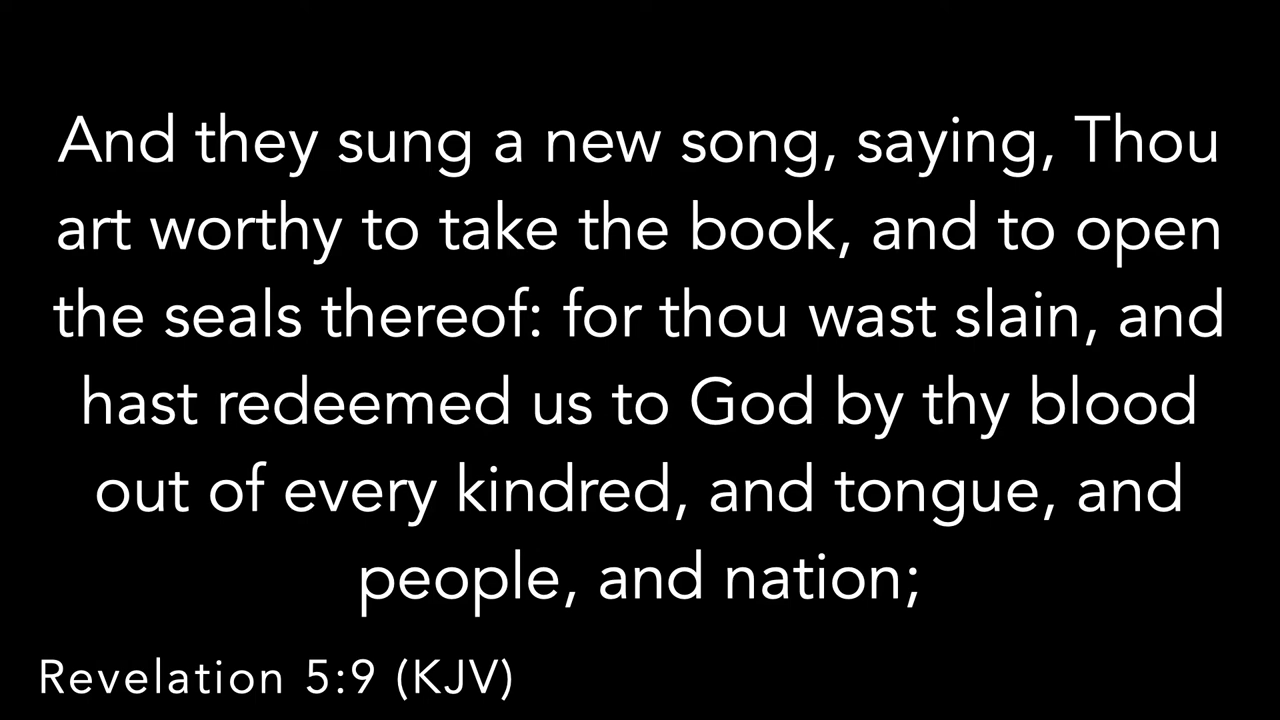 And they sung a new song, saying, Thou
art worthy to take the book, and to open
the seals thereof: for thou wast slain, and
hast redeemed us to God by thy blood
out of every kindred, and tongue, and
people, and nation;
Revelation 5:9 (KJV)